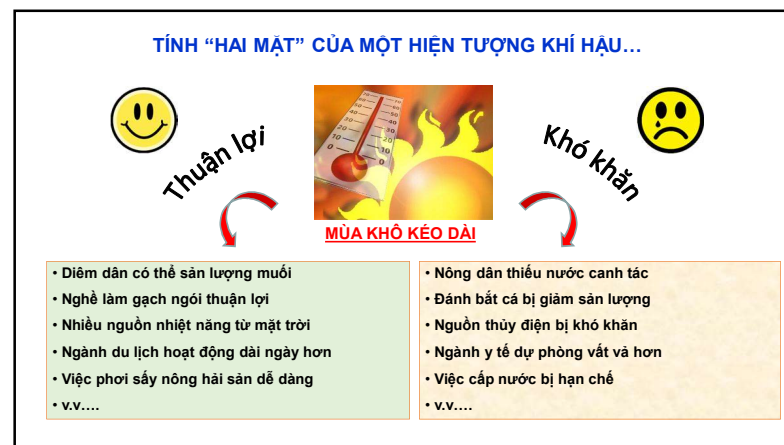 TÍNH “HAI MẶT” CỦA MỘT HIỆN TƯỢNG KHÍ HẬU…
Thuận lợi
Khó khăn
MÙA KHÔ KÉO DÀI
• Diêm dân có thể sản lượng muối
• Nghề làm gạch ngói thuận lợi
• Nhiều nguồn nhiệt năng từ mặt trời
• Ngành du lịch hoạt động dài ngày hơn
• Việc phơi sấy nông hải sản dễ dàng
• v.v….
• Nông dân thiếu nước canh tác
• Đánh bắt cá bị giảm sản lượng
• Nguồn thủy điện bị khó khăn
• Ngành y tế dự phòng vất vả hơn
• Việc cấp nước bị hạn chế
• v.v….